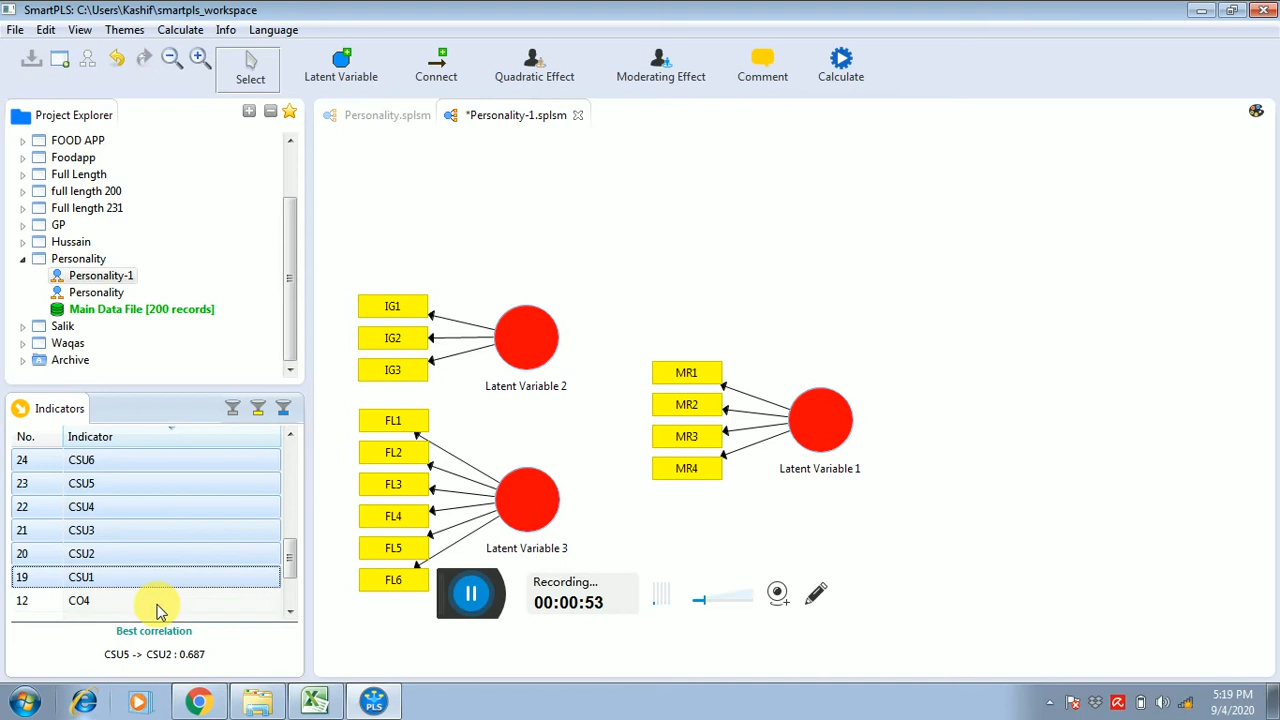 SmartPLS: C:\Users\Kashif\smartpls_workspace
File Edit View Themes Calculate Info Language
Select
Latent Variable
Connect
Quadratic Effect
Moderating Effect
Comment
Calculate
Project Explorer
FOOD APP
Foodapp
Full Length
full length 200
full length 231
GP
Hussain
Personality
Personality-1
Personality
Main Data File [200 records]
Salik
Waqas
Archive
Indicators
No. Indicator
24 CSU6
23 CSU5
22 CSU4
21 CSU3
20 CSU2
19 CSU1
12 CO4
Best correlation
CSU5 -> CSU2 : 0.687
Personality.splsm
*Personality-1.splsm
IG1
IG2
IG3
Latent Variable 2
FL1
FL2
FL3
FL4
FL5
FL6
Latent Variable 3
MR1
MR2
MR3
MR4
Latent Variable 1
Recording...
00:00:53
PLS
5:19 PM
9/4/2020